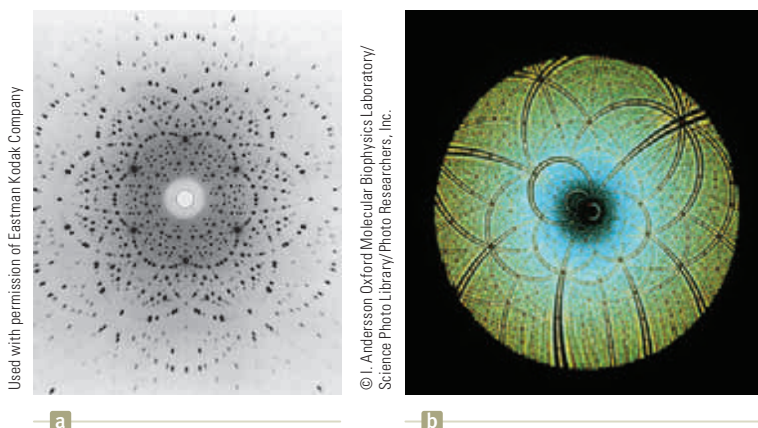 Used with permission of Eastman Kodak Company
© I. Andersson Oxford Molecular Biophysics Laboratory/
Science Photo Library/Photo Researchers, Inc.
a
b